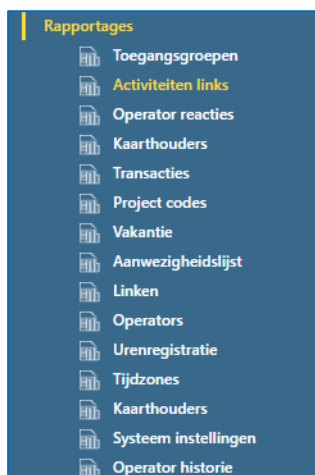 Rapportages
Toegangsgroepen
Activiteiten links
Operator reacties
Kaarthouders
Transacties
Project codes
Vakantie
Aanwezigheidslijst
Linken
Operators
Urenregistratie
Tijdzones
Kaarthouders
Systeem instellingen
Operator historie